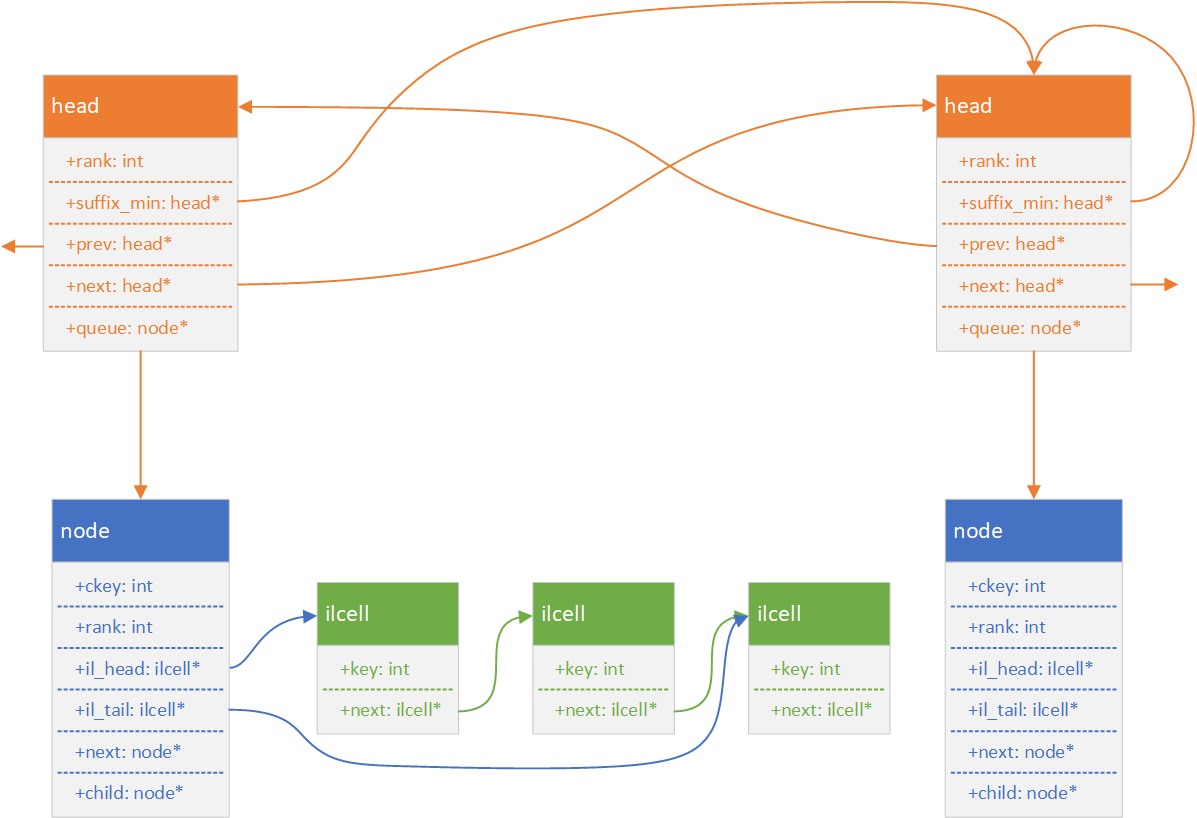 head
+rank: int
+suffix_min: head*
+prev: head*
+next: head*
+queue: node*
head
+rank: int
+suffix_min: head*
+prev: head*
+next: head*
+queue: node*
node
+ckey: int
+rank: int
+il_head: ilcell*
+il_tail: ilcell*
+next: node*
+child: node*
ilcell
+key: int
+next: ilcell*
ilcell
+key: int
+next: ilcell*
ilcell
+key: int
+next: ilcell*
node
+ckey: int
+rank: int
+il_head: ilcell*
+il_tail: ilcell*
+next: node*
+child: node*